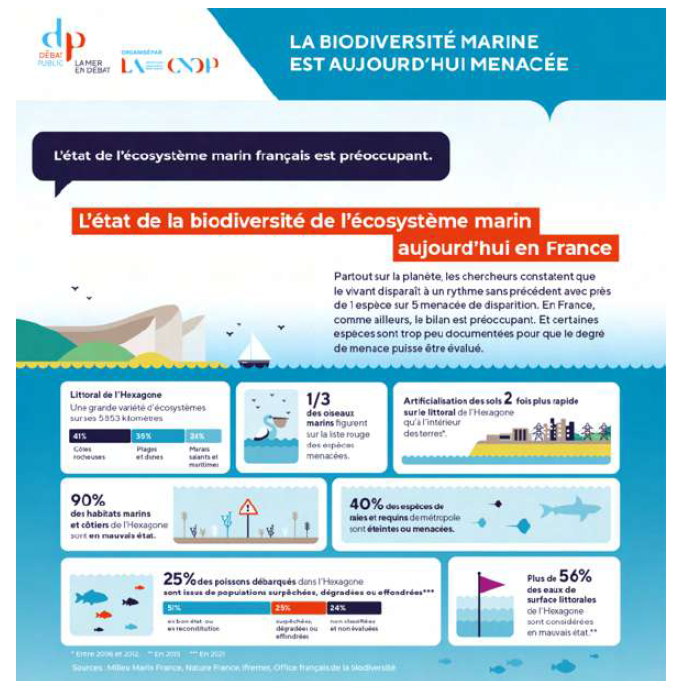 dp
DÉBAT
PUBLIC
LA MER
EN DÉBAT
ORGANISÉ PAR
CNDP
LA BIODIVERSITÉ MARINE
EST AUJOURD'HUI MENACÉE
L'état de l'écosystème marin français est préoccupant.
L'état de la biodiversité de l'écosystème marin
aujourd'hui en France
Partout sur la planète, les chercheurs constatent que
le vivant disparaît à un rythme sans précédent avec près
de 1 espèce sur 5 menacée de disparition. En France,
comme ailleurs, le bilan est préoccupant. Et certaines
espèces sont trop peu documentées pour que le degré
de menace puisse être évalué.
Littoral de l'Hexagone
Une grande variété d'écosystèmes
sur ses 5853 kilomètres
41%
35%
24%
Côtes
rocheuses
Plages
et dunes
Marais
salants et
maritimes
1/3
des oiseaux
marins figurent
sur la liste rouge
des espèces
menacées.
Artificialisation des sols 2 fois plus rapide
sur le littoral de l'Hexagone
qu'à l'intérieur
des terres*.
90%
des habitats marins
et côtiers de l'Hexagone
sont en mauvais état.
40% des espèces de
raies et requins de métropole
sont éteintes ou menacées.
25% des poissons débarqués dans l'Hexagone
sont issus de populations surpêchées, dégradées ou effondrées***
51%
25%
24%
en bon état ou
en reconstitution
surpêchées,
dégradées ou
effondrées
non classifiées
et non évaluées
Plus de 56%
des eaux de
surface littorales
de l'Hexagone
sont considérées
en mauvais état.**
* Entre 2006 et 2012. ** En 2015 *** En 2021
Sources : Milieu Marin France, Nature France, Ifremer, Office français de la biodiversité